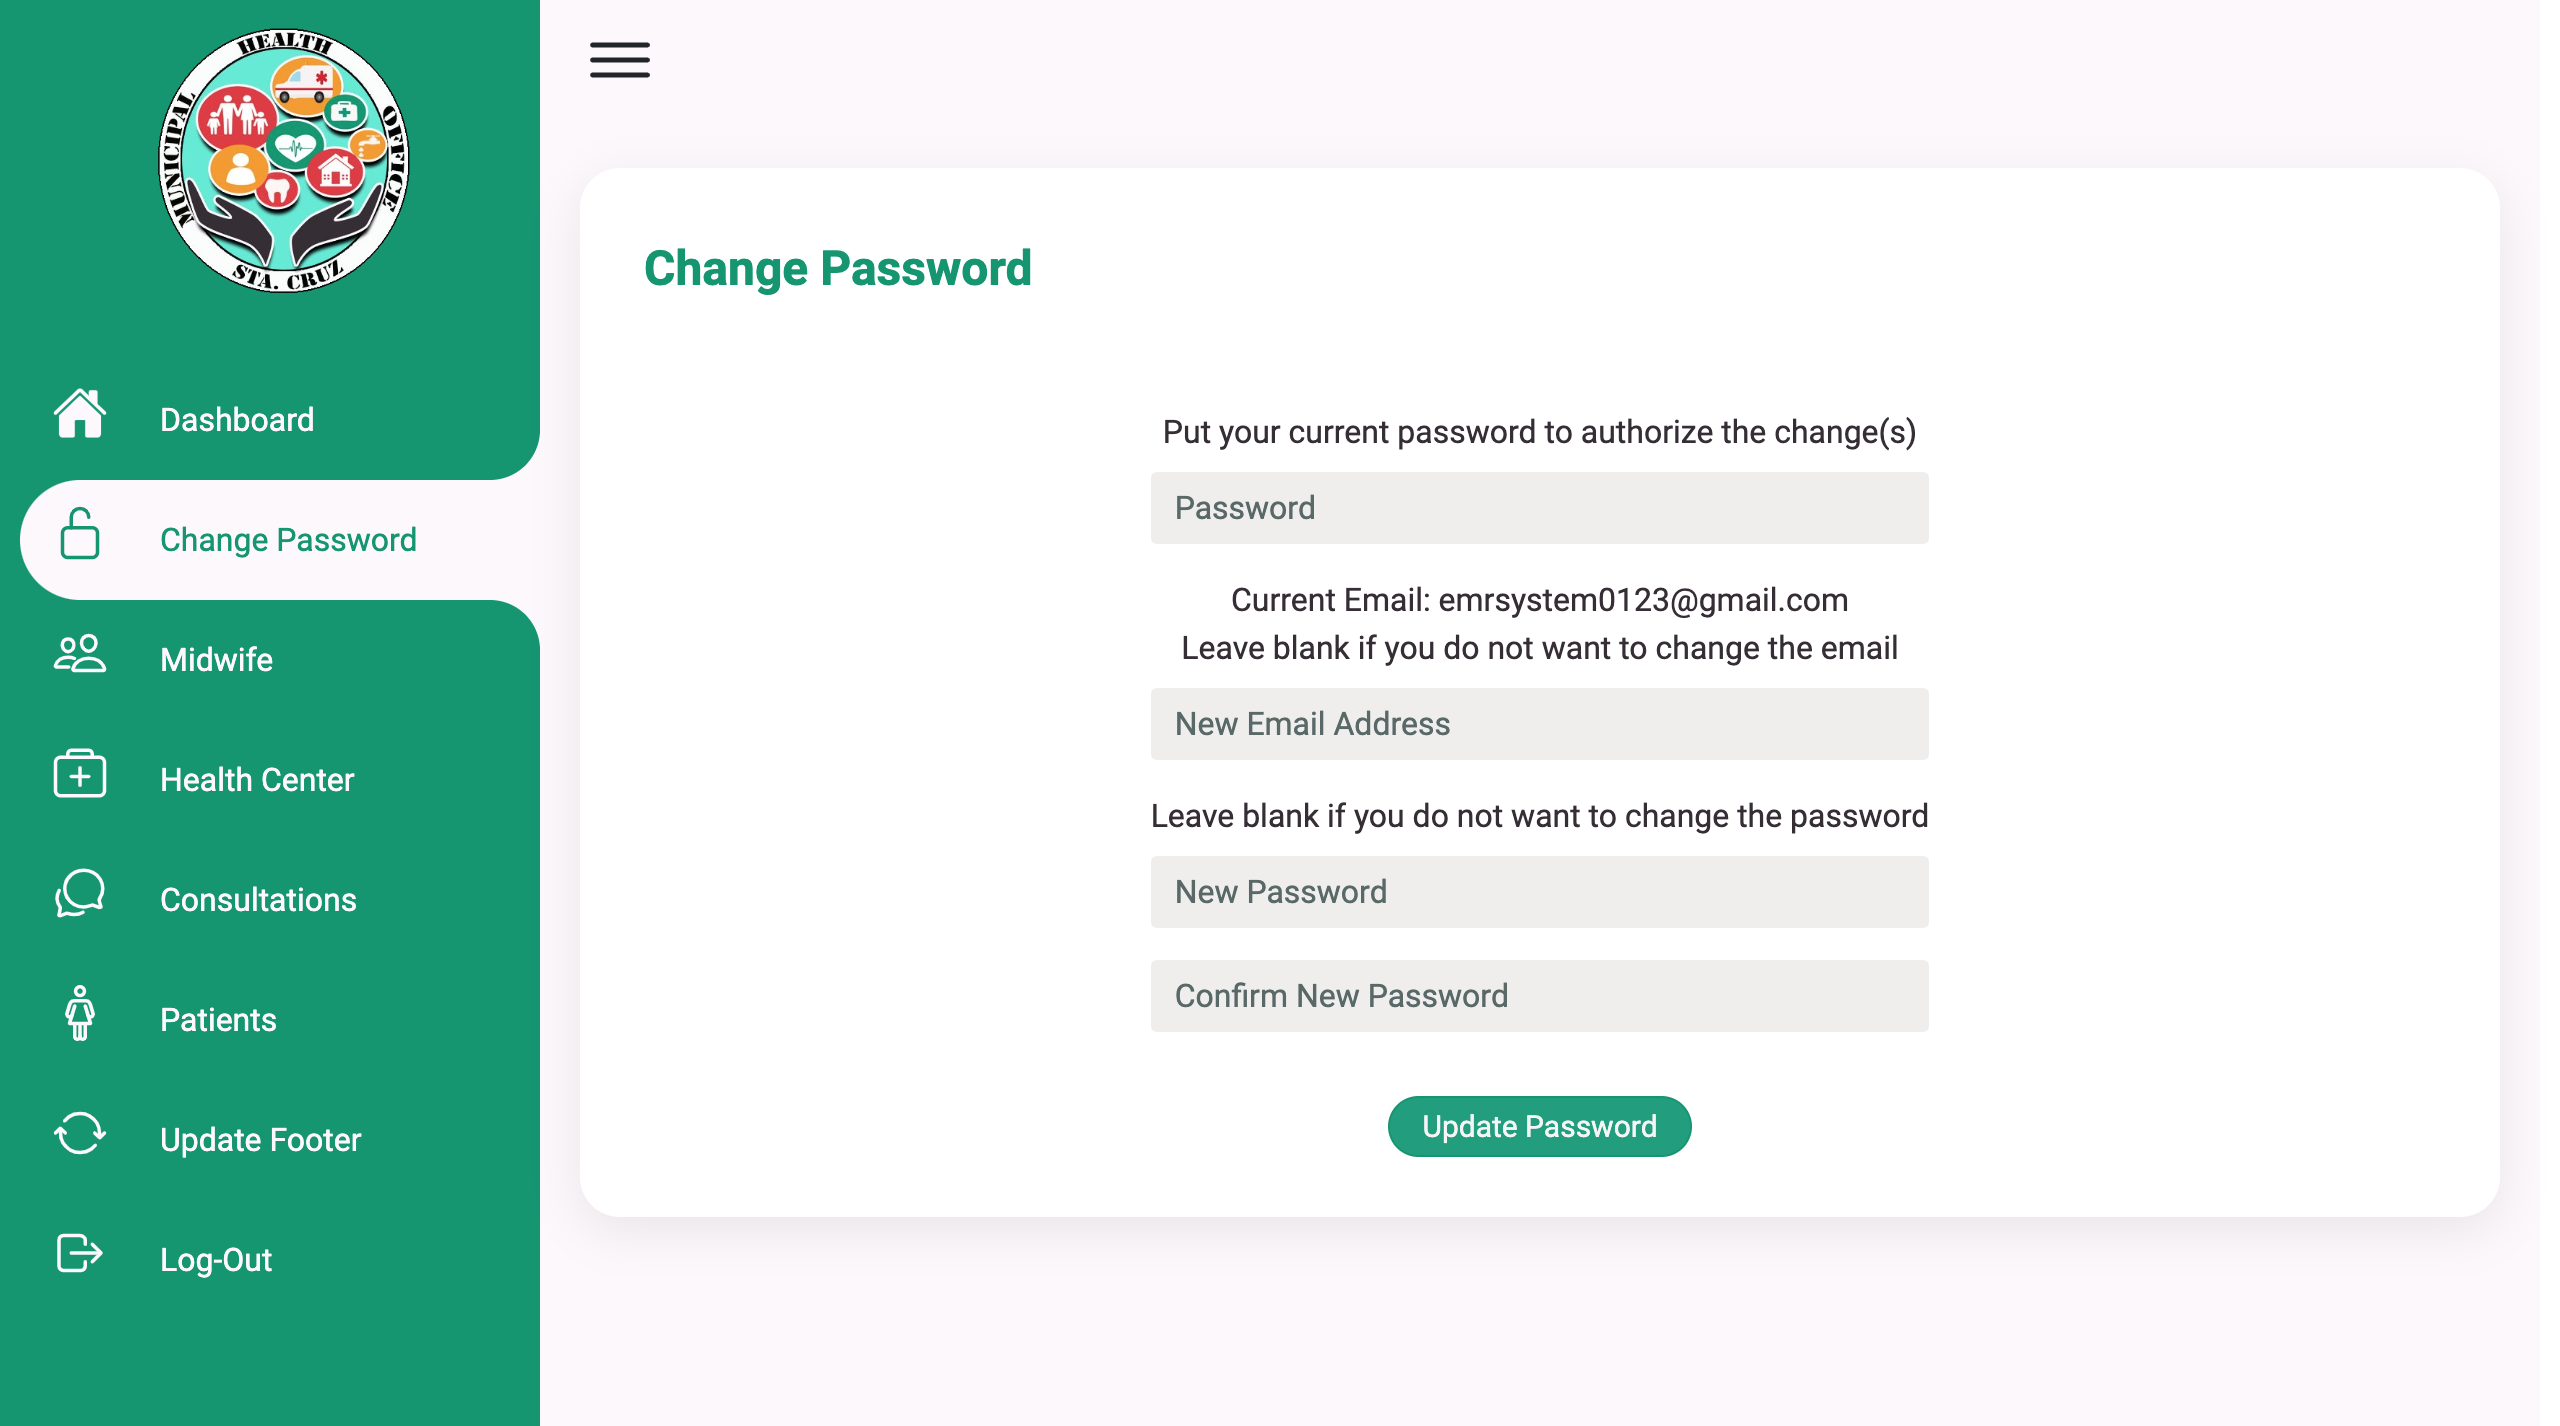 MUNICIPAL HEALTH OFFICE
STA. CRUZ
Dashboard
Change Password
Midwife
Health Center
Consultations
Patients
Update Footer
Log-Out
Change Password
Put your current password to authorize the change(s)
Password
Current Email: emrsystem0123@gmail.com
Leave blank if you do not want to change the email
New Email Address
Leave blank if you do not want to change the password
New Password
Confirm New Password
Update Password